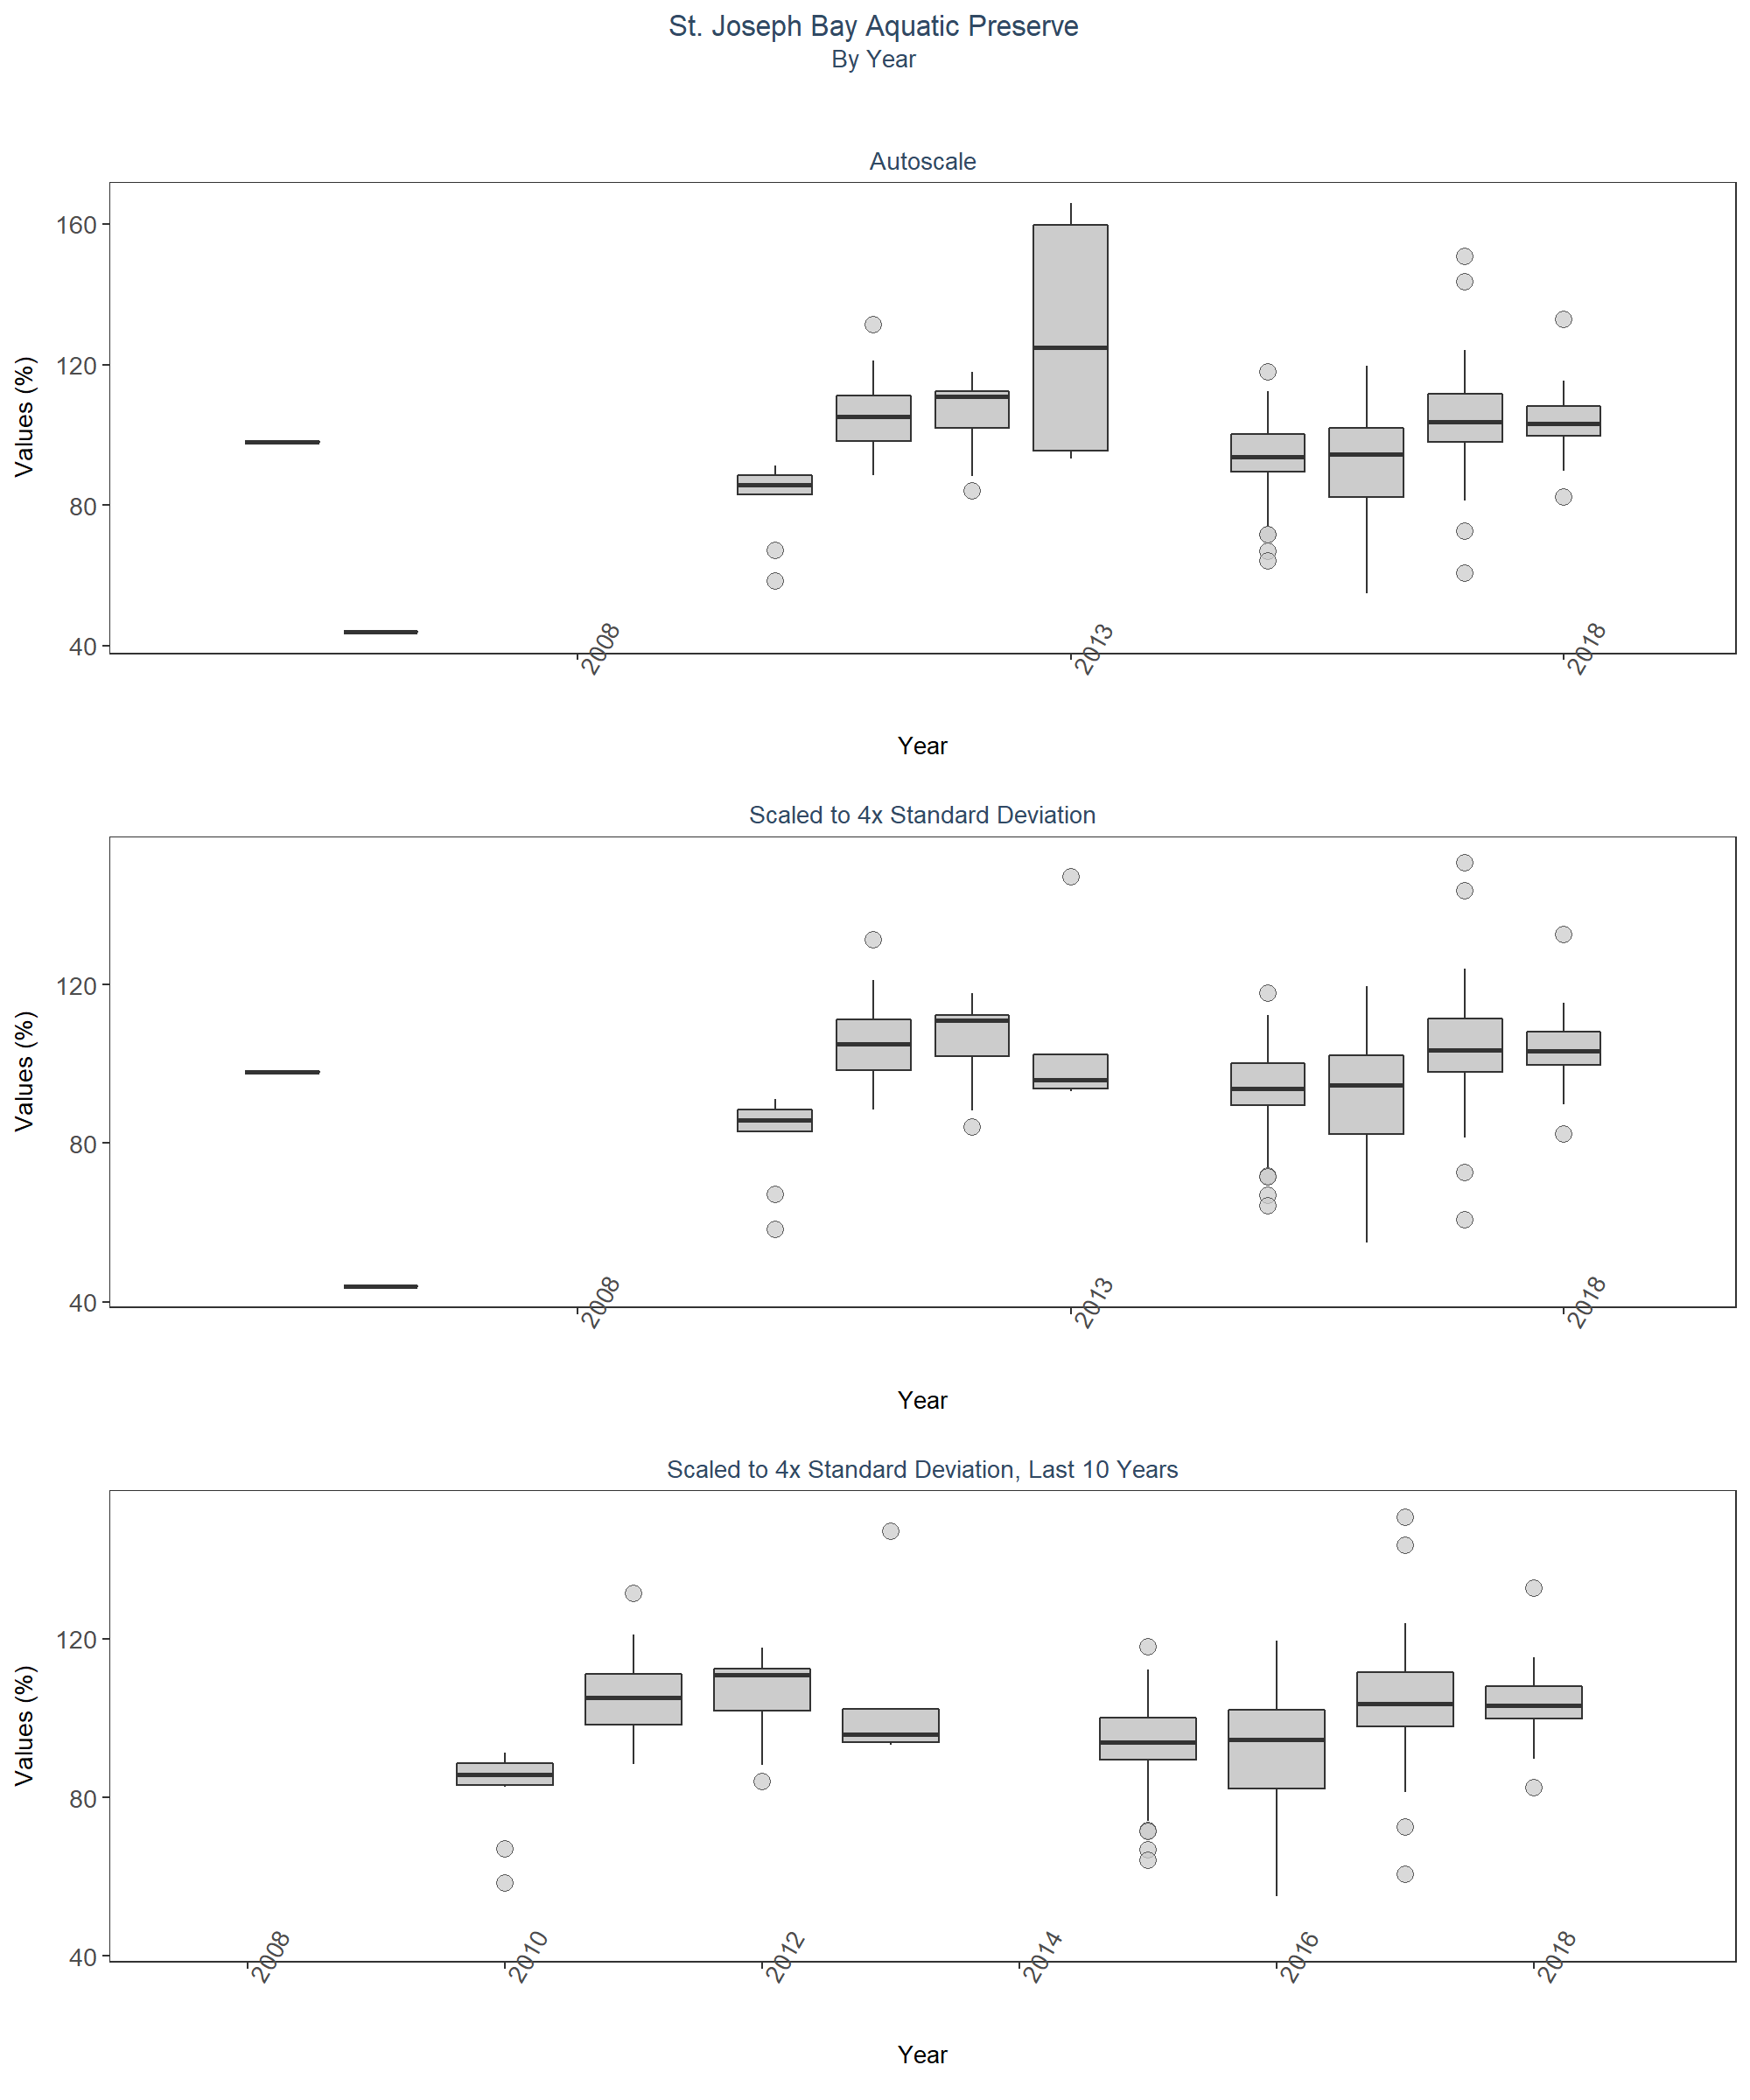 St. Joseph Bay Aquatic Preserve
By Year
Autoscale
160
120
80
40
Values (%)
2008
2013
2018
Year
Scaled to 4x Standard Deviation
120
80
40
Values (%)
2008
2013
2018
Year
Scaled to 4x Standard Deviation, Last 10 Years
120
80
40
Values (%)
2008
2010
2012
2014
2016
2018
Year